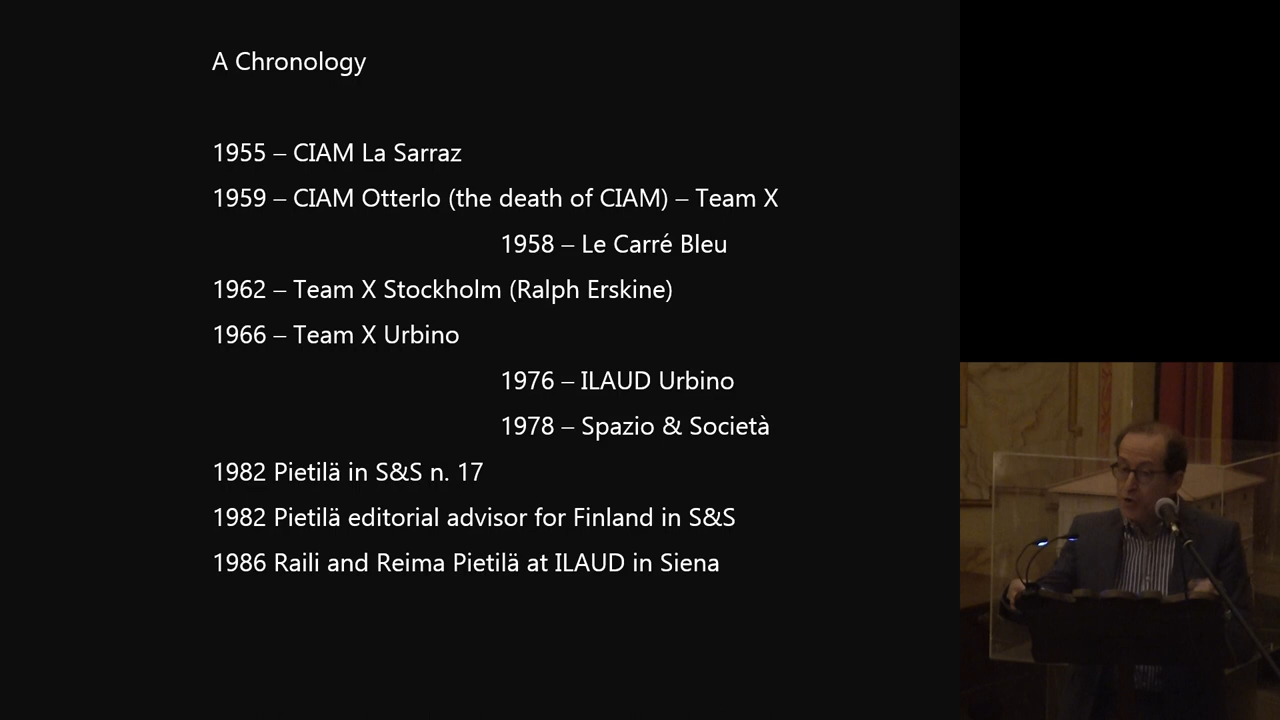 A Chronology
1955 – CIAM La Sarraz
1959 – CIAM Otterlo (the death of CIAM) – Team X
1958 – Le Carré Bleu
1962 – Team X Stockholm (Ralph Erskine)
1966 – Team X Urbino
1976 – ILAUD Urbino
1978 – Spazio & Società
1982 Pietilä in S&S n. 17
1982 Pietilä editorial advisor for Finland in S&S
1986 Raili and Reima Pietilä at ILAUD in Siena